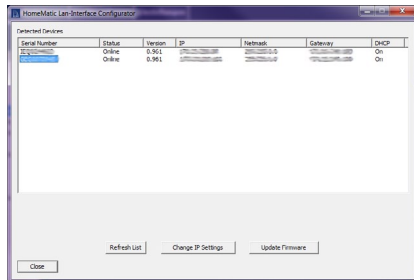 HomeMatic Lan-Interface Configurator
Detected Devices
Serial Number Status Version IP Netmask Gateway DHCP
Online 0.961 On
Online 0.961 On
Refresh List Change IP Settings Update Firmware
Close